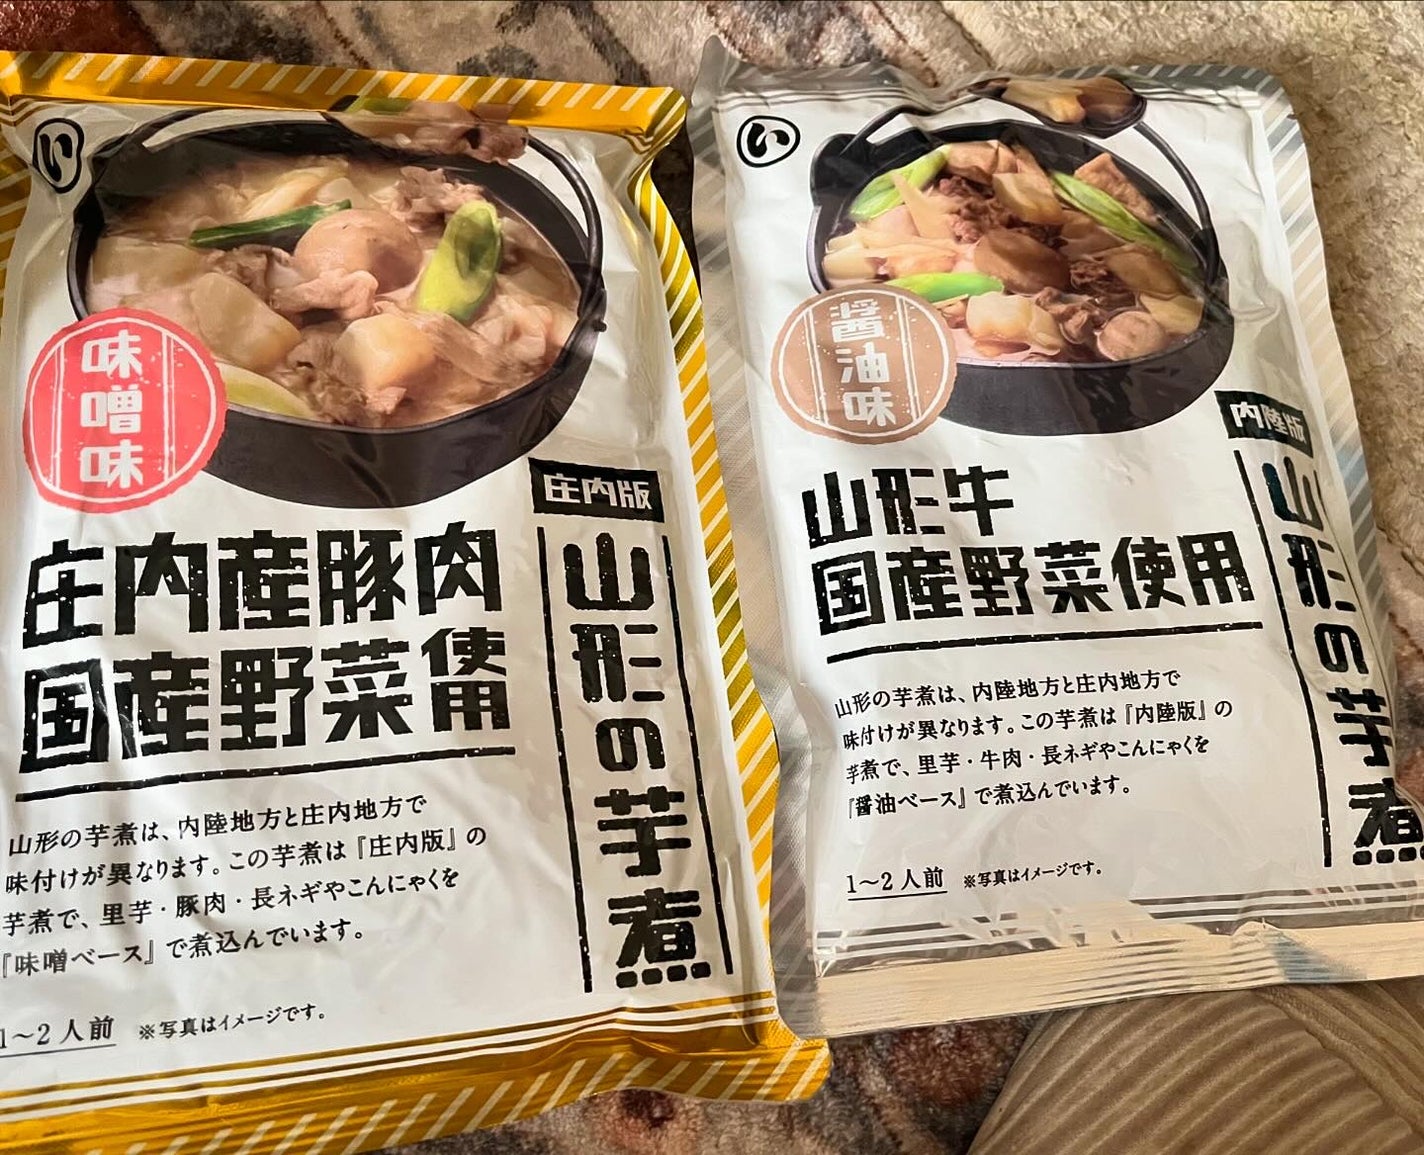 い
味噌味
庄内版
山形の芋煮
庄内産豚肉
国産野菜使用
山形の芋煮は、内陸地方と庄内地方で
味付けが異なります。この芋煮は『庄内版』の
芋煮で、里芋・豚肉・長ネギやこんにゃくを
『味噌ベース』で煮込んでいます。
1～2人前 ※写真はイメージです。
い
醤油味
内陸版
山形の芋煮
山形牛
国産野菜使用
山形の芋煮は、内陸地方と庄内地方で
味付けが異なります。この芋煮は『内陸版』の
芋煮で、里芋・牛肉・長ネギやこんにゃくを
『醤油ベース』で煮込んでいます。
1～2人前 ※写真はイメージです。